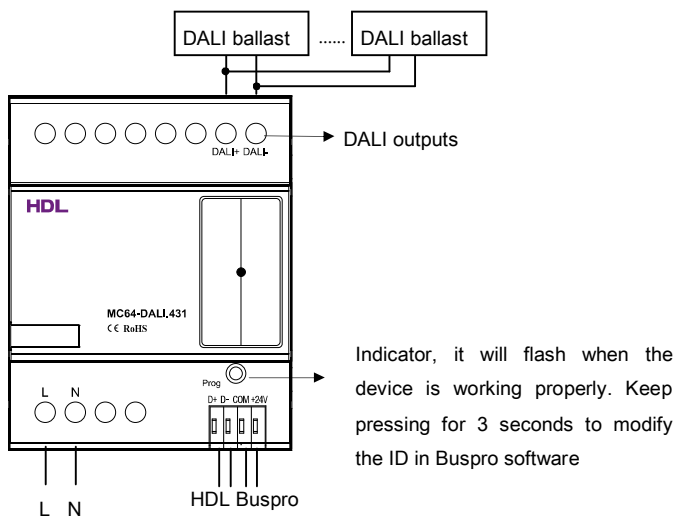 DALI ballast ...... DALI ballast
DALI+ DALI-
DALI outputs
HDL
MC64-DALI.431
CE RoHS
Indicator, it will flash when the
device is working properly. Keep
pressing for 3 seconds to modify
the ID in Buspro software
Prog
L N
D+ D- COM +24V
HDL Buspro
L N